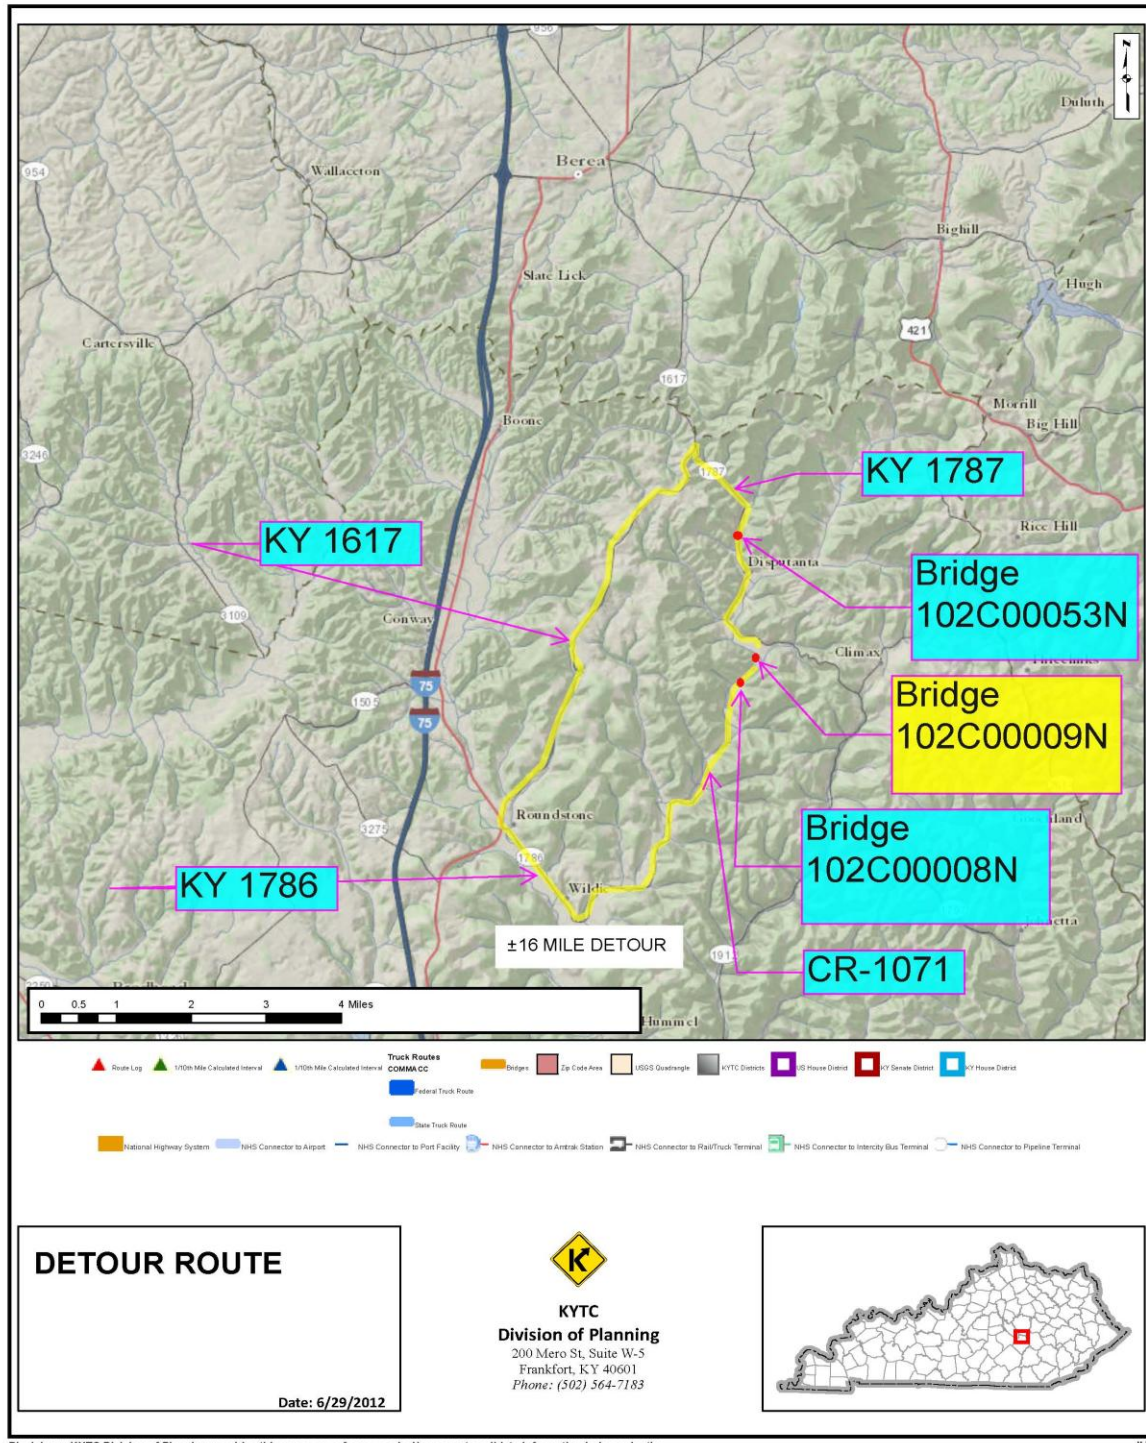 956
Duluth
N
954
Wallaceton
Berea
Bighill
Slate Lick
Hugh
421
Cartersville
1617
Morrill
Big Hill
Boone
3246
1787
KY 1787
Rice Hill
KY 1617
Disputanta
Bridge
102C00053N
3109
Conway
Climax
75
1505
75
Bridge
102C00009N
Roundstone
3275
1786
Bridge
102C00008N
KY 1786
Wildie
±16 MILE DETOUR
1912
CR-1071
3250
0 0.5 1 2 3 4 Miles
Hummel
Route Log
1/10th Mile Calculated Interval
1/10th Mile Calculated Interval
Truck Routes
COMMACC
Federal Truck Route
State Truck Route
Bridges
Zip Code Area
USGS Quadrangle
KYTC Districts
US House District
KY Senate District
KY House District
National Highway System
NHS Connector to Airport
NHS Connector to Port Facility
NHS Connector to Amtrak Station
NHS Connector to Rail/Truck Terminal
NHS Connector to Intercity Bus Terminal
NHS Connector to Pipeline Terminal
DETOUR ROUTE
Date: 6/29/2012
K
KYTC
Division of Planning
200 Mero St, Suite W-5
Frankfort, KY 40601
Phone: (502) 564-7183